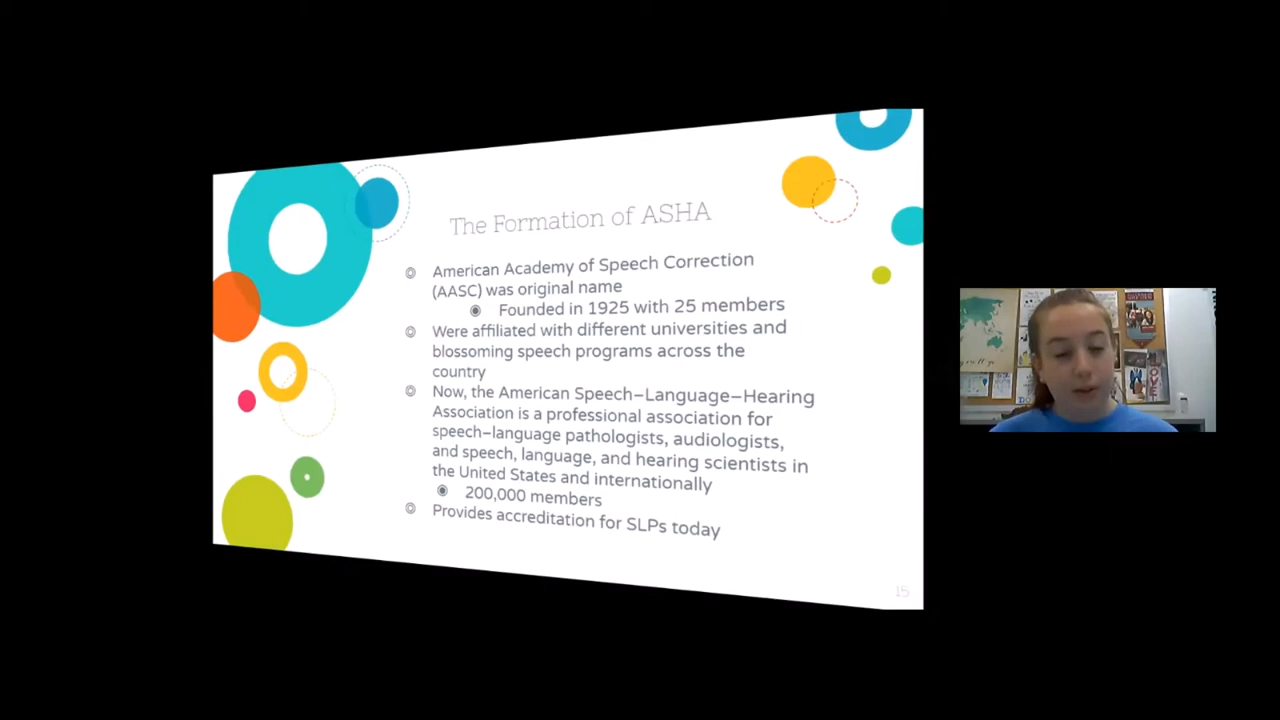 The Formation of ASHA
◎ American Academy of Speech Correction
(AASC) was original name
◉ Founded in 1925 with 25 members
◎ Were affiliated with different universities and
blossoming speech programs across the
country
◎ Now, the American Speech–Language–Hearing
Association is a professional association for
speech–language pathologists, audiologists,
and speech, language, and hearing scientists in
the United States and internationally
◉ 200,000 members
◎ Provides accreditation for SLPs today
15